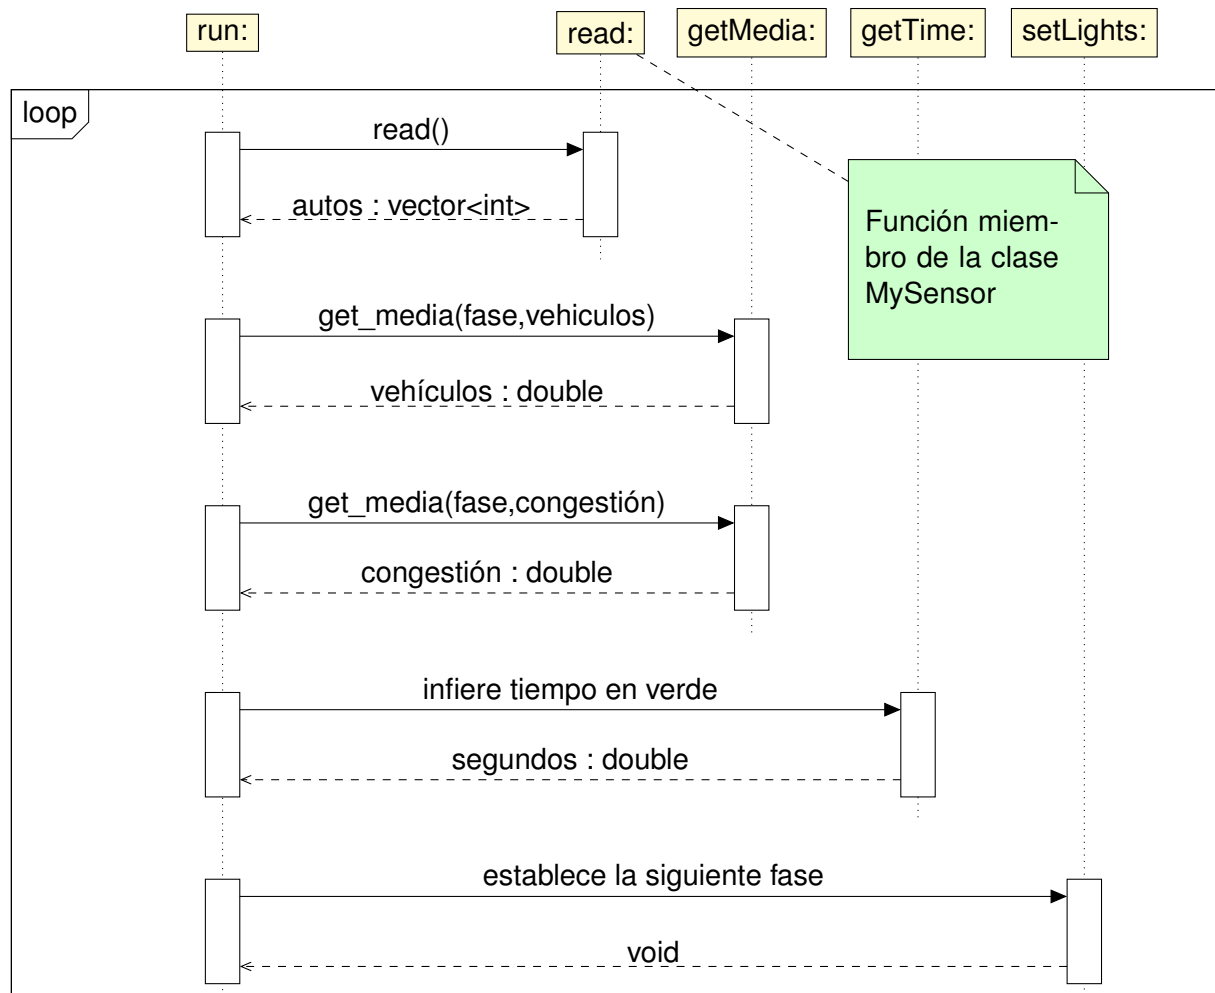 run:
read:
getMedia:
getTime:
setLights:
loop
read()
autos : vector<int>
Función miem-
bro de la clase
MySensor
get_media(fase,vehiculos)
vehículos : double
get_media(fase,congestión)
congestión : double
infiere tiempo en verde
segundos : double
establece la siguiente fase
void